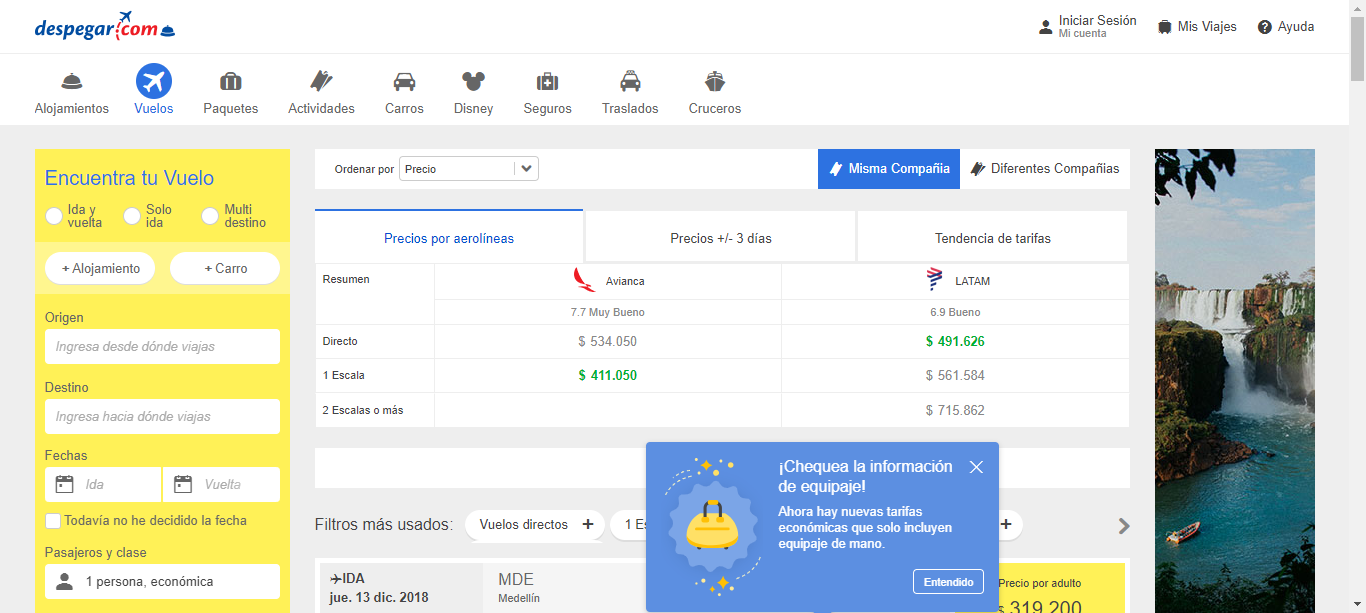 despegar.com
Iniciar Sesión
Mi cuenta
Mis Viajes
Ayuda
Alojamientos
Vuelos
Paquetes
Actividades
Carros
Disney
Seguros
Traslados
Cruceros
Encuentra tu Vuelo
Ida y
vuelta
Solo
ida
Multi
destino
+ Alojamiento
+ Carro
Origen
Ingresa desde dónde viajas
Destino
Ingresa hacia dónde viajas
Fechas
Ida
Vuelta
Todavía no he decidido la fecha
Pasajeros y clase
1 persona, económica
Ordenar por
Precio
Misma Compañia
Diferentes Compañias
Precios por aerolíneas
Precios +/- 3 días
Tendencia de tarifas
Resumen
Avianca
LATAM
7.7 Muy Bueno
6.9 Bueno
Directo
$ 534.050
$ 491.626
1 Escala
$ 411.050
$ 561.584
2 Escalas o más
$ 715.862
¡Chequea la información
de equipaje!
Ahora hay nuevas tarifas
económicas que solo incluyen
equipaje de mano.
Entendido
Filtros más usados:
Vuelos directos +
1 Es
+
IDA
jue. 13 dic. 2018
MDE
Medellín
Precio por adulto
$ 319.200